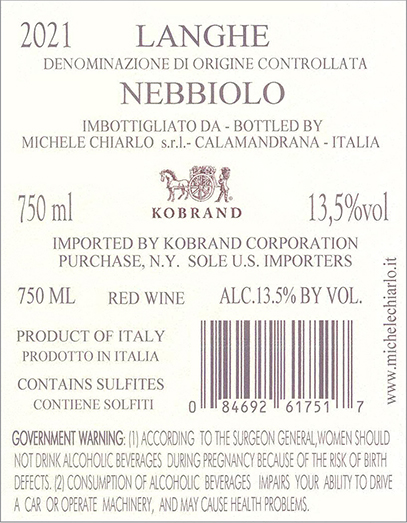 2021 LANGHE
DENOMINAZIONE DI ORIGINE CONTROLLATA
NEBBIOLO
IMBOTTIGLIATO DA - BOTTLED BY
MICHELE CHIARLO s.r.l.- CALAMANDRANA - ITALIA
750 ml
KOBRAND
13,5%vol
IMPORTED BY KOBRAND CORPORATION
PURCHASE, N.Y. SOLE U.S. IMPORTERS
750 ML RED WINE ALC.13.5% BY VOL.
www.michelechiarlo.it
PRODUCT OF ITALY
PRODOTTO IN ITALIA
CONTAINS SULFITES
CONTIENE SOLFITI
0 84692 61751 7
GOVERNMENT WARNING: (1) ACCORDING TO THE SURGEON GENERAL,WOMEN SHOULD
NOT DRINK ALCOHOLIC BEVERAGES DURING PREGNANCY BECAUSE OF THE RISK OF BIRTH
DEFECTS. (2) CONSUMPTION OF ALCOHOLIC BEVERAGES IMPAIRS YOUR ABILITY TO DRIVE
A CAR OR OPERATE MACHINERY, AND MAY CAUSE HEALTH PROBLEMS.